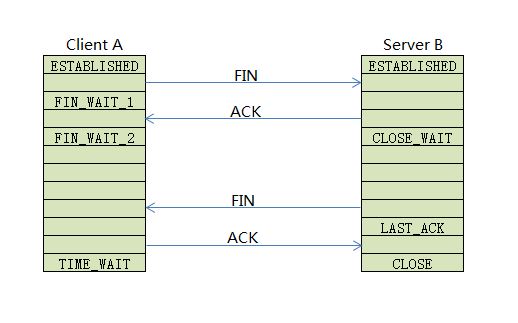 Client A
Server B
ESTABLISHED
ESTABLISHED
FIN
FIN_WAIT_1
ACK
FIN_WAIT_2
CLOSE_WAIT
FIN
LAST_ACK
ACK
TIME_WAIT
CLOSE